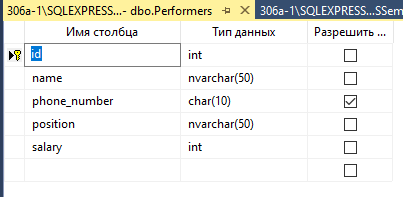 306a-1\SQLEXPRESS...- dbo.Performers 306a-1\SQLEXPRESS...SSem
Имя столбца Тип данных Разрешить ...
id int
name nvarchar(50)
phone_number char(10)
position nvarchar(50)
salary int